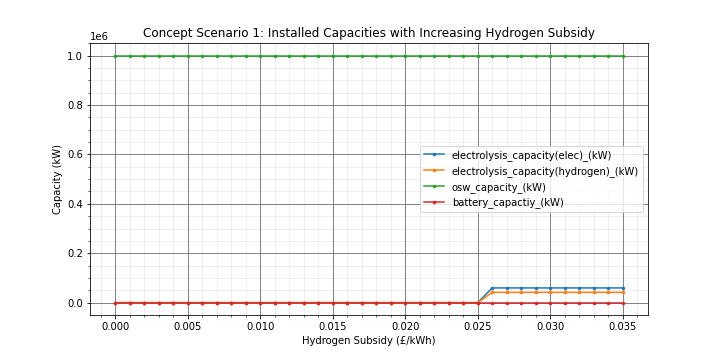 Concept Scenario 1: Installed Capacities with Increasing Hydrogen Subsidy
1e6
1.0
0.8
0.6
0.4
0.2
0.0
Capacity (kW)
electrolysis_capacity(elec)_(kW)
electrolysis_capacity(hydrogen)_(kW)
osw_capacity_(kW)
battery_capactiy_(kW)
0.000 0.005 0.010 0.015 0.020 0.025 0.030 0.035
Hydrogen Subsidy (£/kWh)